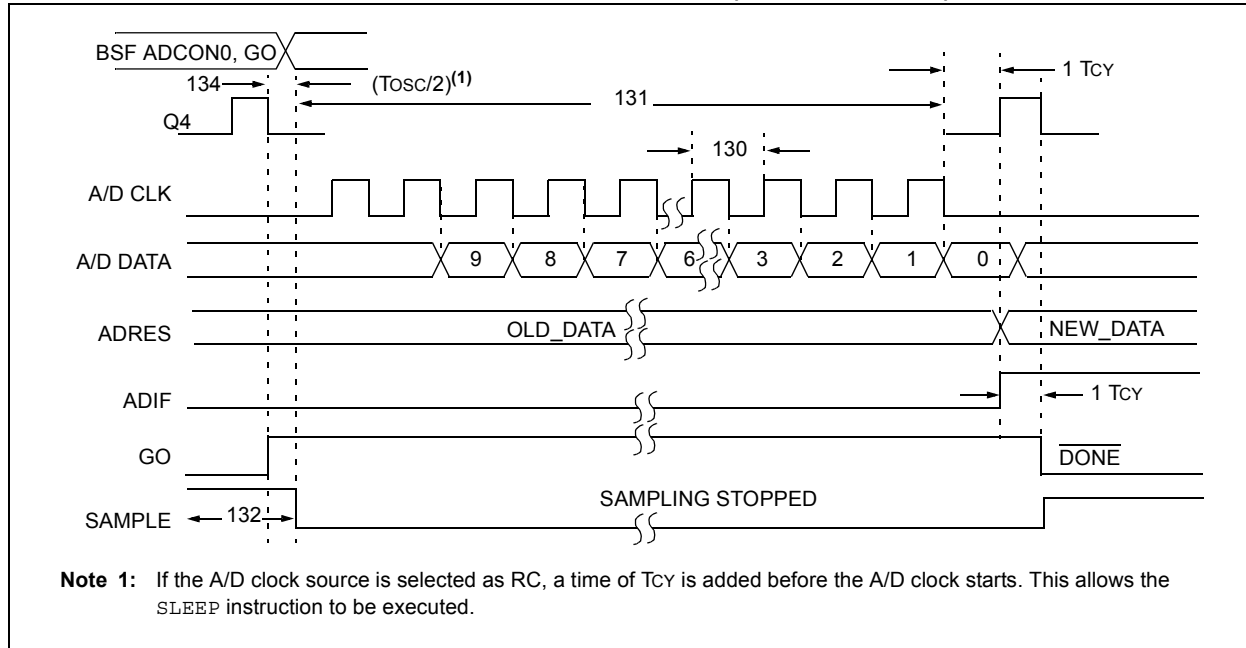 BSF ADCON0, GO
134
(TOSC/2)(1)
131
1 TCY
Q4
130
A/D CLK
A/D DATA
9 8 7 6 3 2 1 0
ADRES
OLD_DATA
NEW_DATA
ADIF
1 TCY
GO
DONE
SAMPLING STOPPED
SAMPLE
132
Note 1: If the A/D clock source is selected as RC, a time of TCY is added before the A/D clock starts. This allows the
SLEEP instruction to be executed.